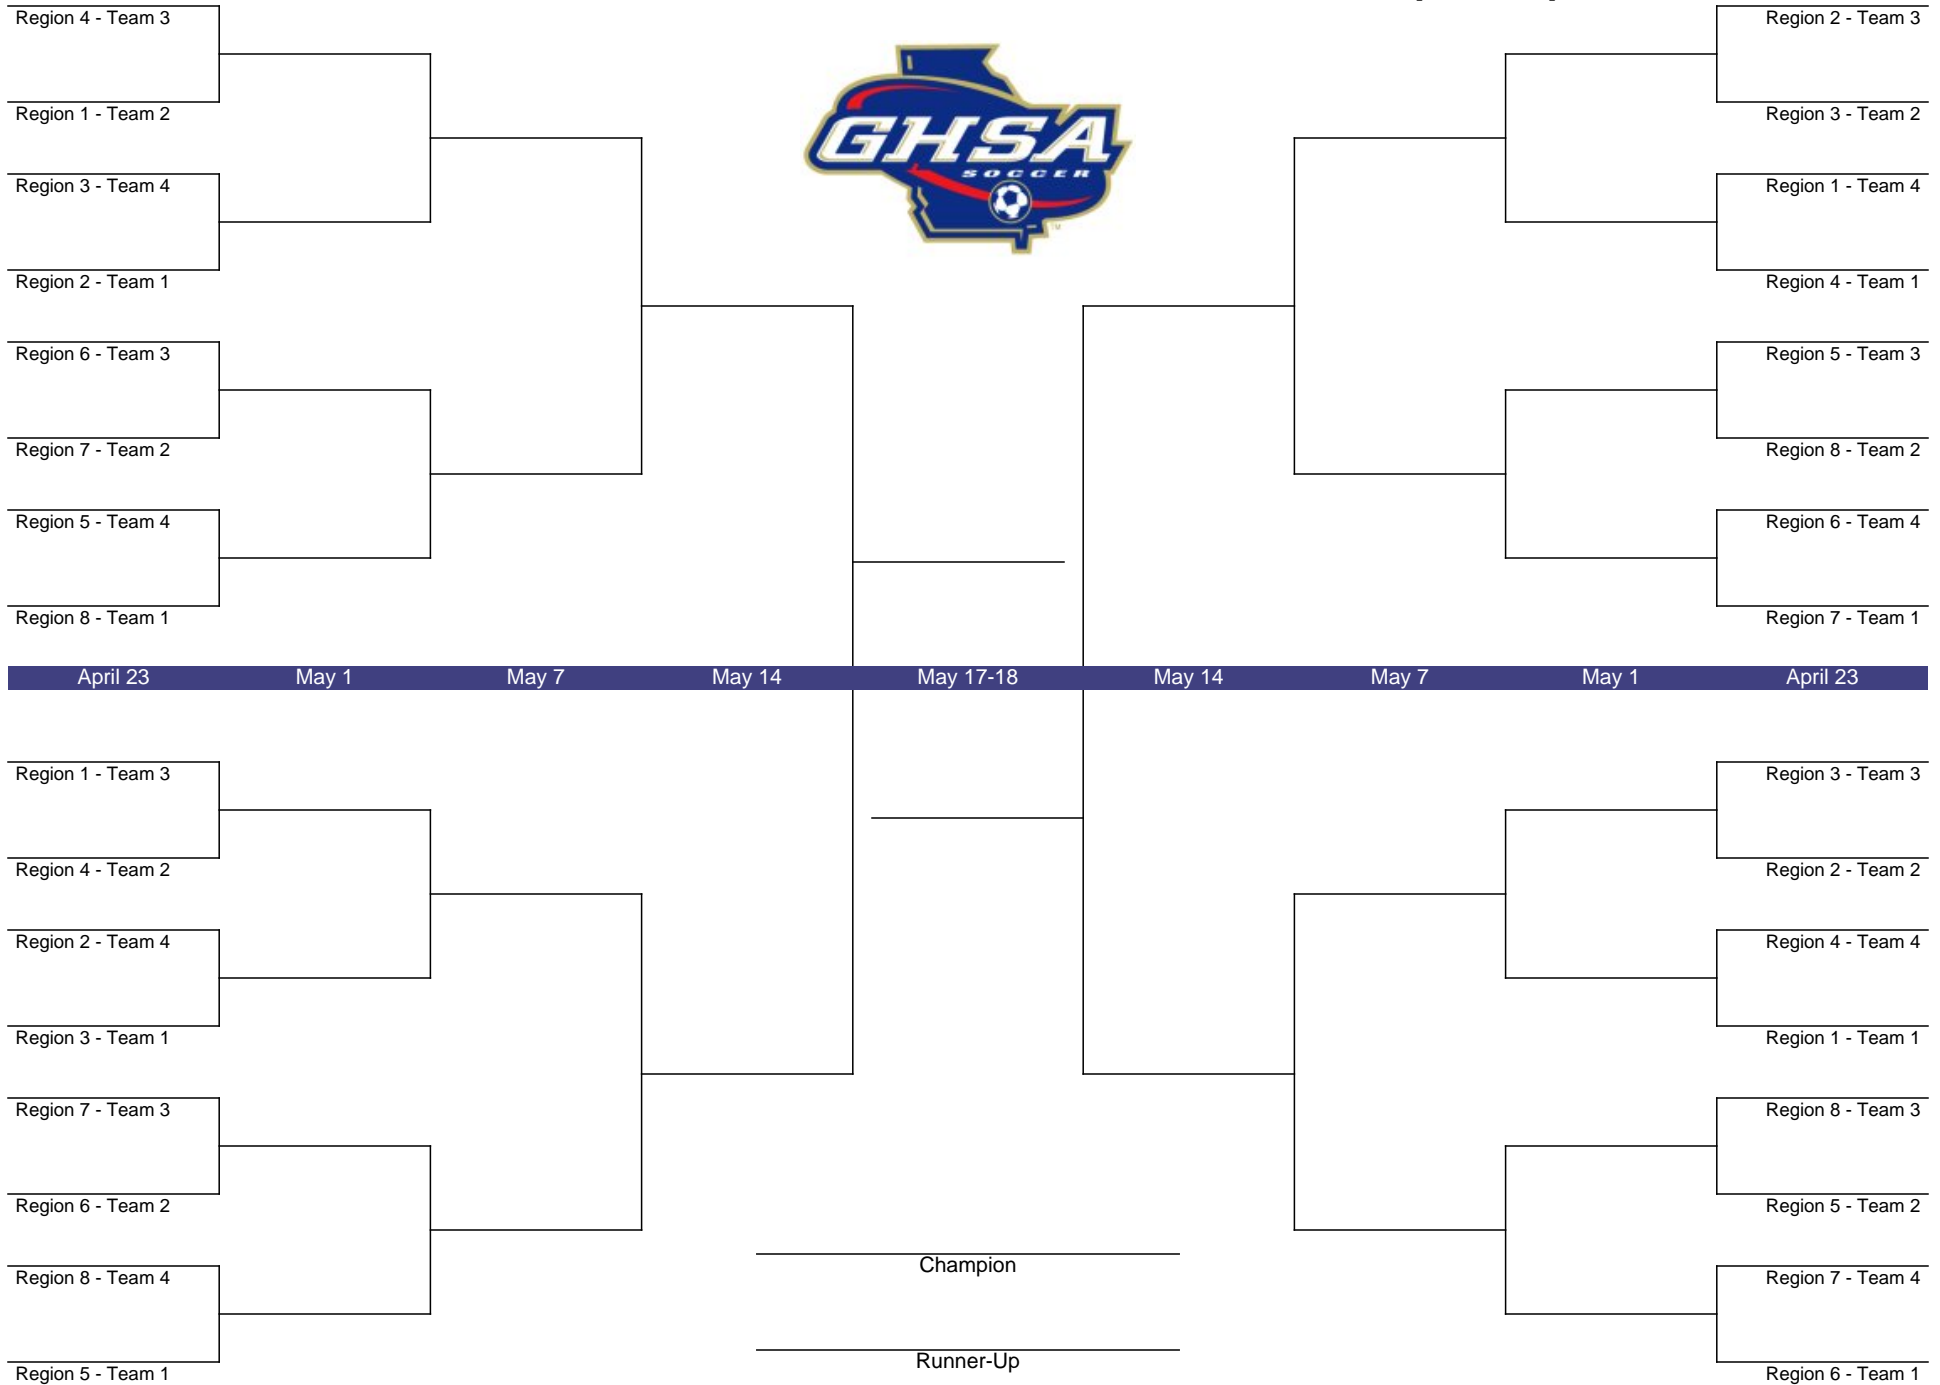 Region 4 - Team 3
Region 1 - Team 2
Region 3 - Team 4
Region 2 - Team 1
Region 6 - Team 3
Region 7 - Team 2
Region 5 - Team 4
Region 8 - Team 1
GHSA
SOCCER
TM
Region 2 - Team 3
Region 3 - Team 2
Region 1 - Team 4
Region 4 - Team 1
Region 5 - Team 3
Region 8 - Team 2
Region 6 - Team 4
Region 7 - Team 1
April 23 May 1 May 7 May 14 May 17-18 May 14 May 7 May 1 April 23
Region 1 - Team 3
Region 4 - Team 2
Region 2 - Team 4
Region 3 - Team 1
Region 7 - Team 3
Region 6 - Team 2
Region 8 - Team 4
Region 5 - Team 1
Champion
Runner-Up
Region 3 - Team 3
Region 2 - Team 2
Region 4 - Team 4
Region 1 - Team 1
Region 8 - Team 3
Region 5 - Team 2
Region 7 - Team 4
Region 6 - Team 1